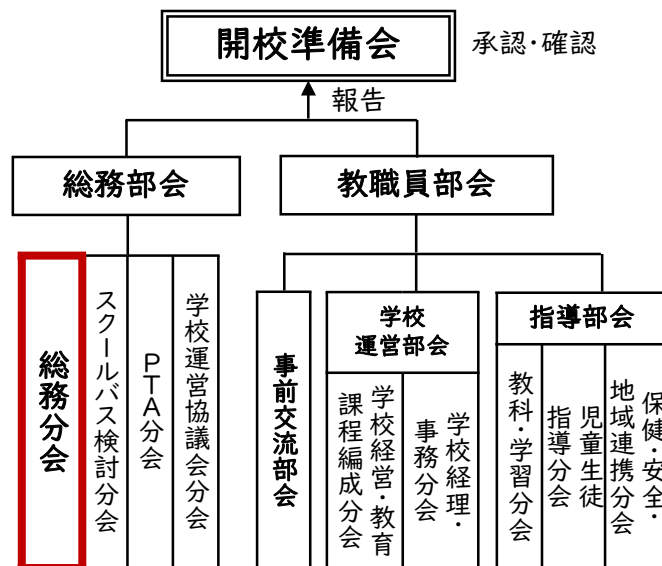 開校準備会
承認・確認
報告
総務部会
教職員部会
総務分会
スクールバス検討分会
PTA分会
学校運営協議会分会
事前交流部会
学校
運営部会
学校経営・教育
課程編成分会
学校経理・
事務分会
指導部会
教科・学習分会
児童生徒
指導分会
保健・安全・
地域連携分会